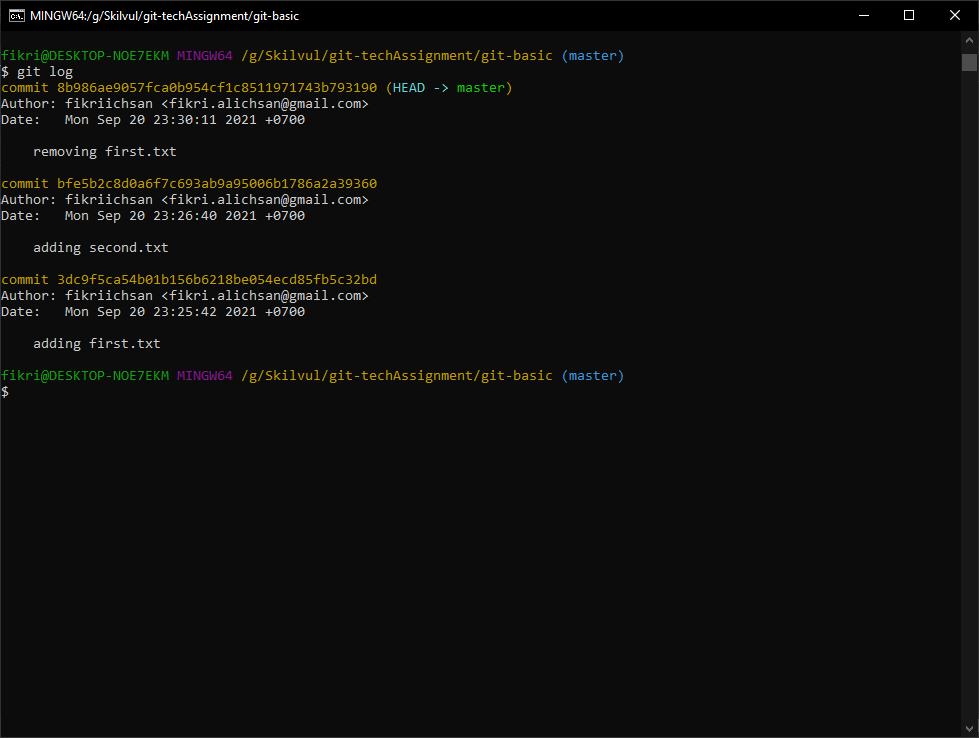 MINGW64:/g/Skilvul/git-techAssignment/git-basic
fikri@DESKTOP-NOE7EKM MINGW64 /g/Skilvul/git-techAssignment/git-basic (master)
$ git log
commit 8b986ae9057fca0b954cf1c8511971743b793190 (HEAD -> master)
Author: fikriichsan <fikri.alichsan@gmail.com>
Date:   Mon Sep 20 23:30:11 2021 +0700
    removing first.txt
commit bfe5b2c8d0a6f7c693ab9a95006b1786a2a39360
Author: fikriichsan <fikri.alichsan@gmail.com>
Date:   Mon Sep 20 23:26:40 2021 +0700
    adding second.txt
commit 3dc9f5ca54b01b156b6218be054ecd85fb5c32bd
Author: fikriichsan <fikri.alichsan@gmail.com>
Date:   Mon Sep 20 23:25:42 2021 +0700
    adding first.txt
fikri@DESKTOP-NOE7EKM MINGW64 /g/Skilvul/git-techAssignment/git-basic (master)
$